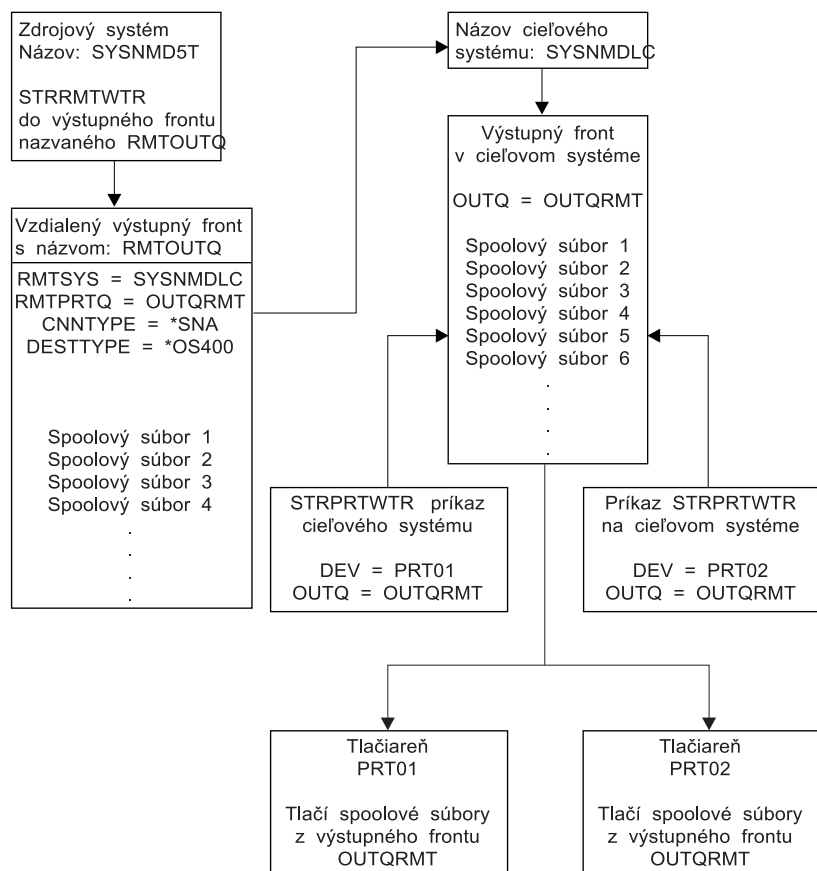 Zdrojový systém
Názov: SYSNMD5T
STRRMTWTR
do výstupného frontu
nazvaného RMTOUTQ
Názov cieľového
systému: SYSNMDLC
Vzdialený výstupný front
s názvom: RMTOUTQ
RMTSYS = SYSNMDLC
RMTPRTQ = OUTQRMT
CNNTYPE = *SNA
DESTTYPE = *OS400
Spoolový súbor 1
Spoolový súbor 2
Spoolový súbor 3
Spoolový súbor 4
.
.
.
.
Výstupný front
v cieľovom systéme
OUTQ = OUTQRMT
Spoolový súbor 1
Spoolový súbor 2
Spoolový súbor 3
Spoolový súbor 4
Spoolový súbor 5
Spoolový súbor 6
.
.
.
.
STRPRTWTR príkaz
cieľového systému
DEV = PRT01
OUTQ = OUTQRMT
Príkaz STRPRTWTR
na cieľovom systéme
DEV = PRT02
OUTQ = OUTQRMT
Tlačiareň
PRT01
Tlačí spoolové súbory
z výstupného frontu
OUTQRMT
Tlačiareň
PRT02
Tlačí spoolové súbory
z výstupného frontu
OUTQRMT